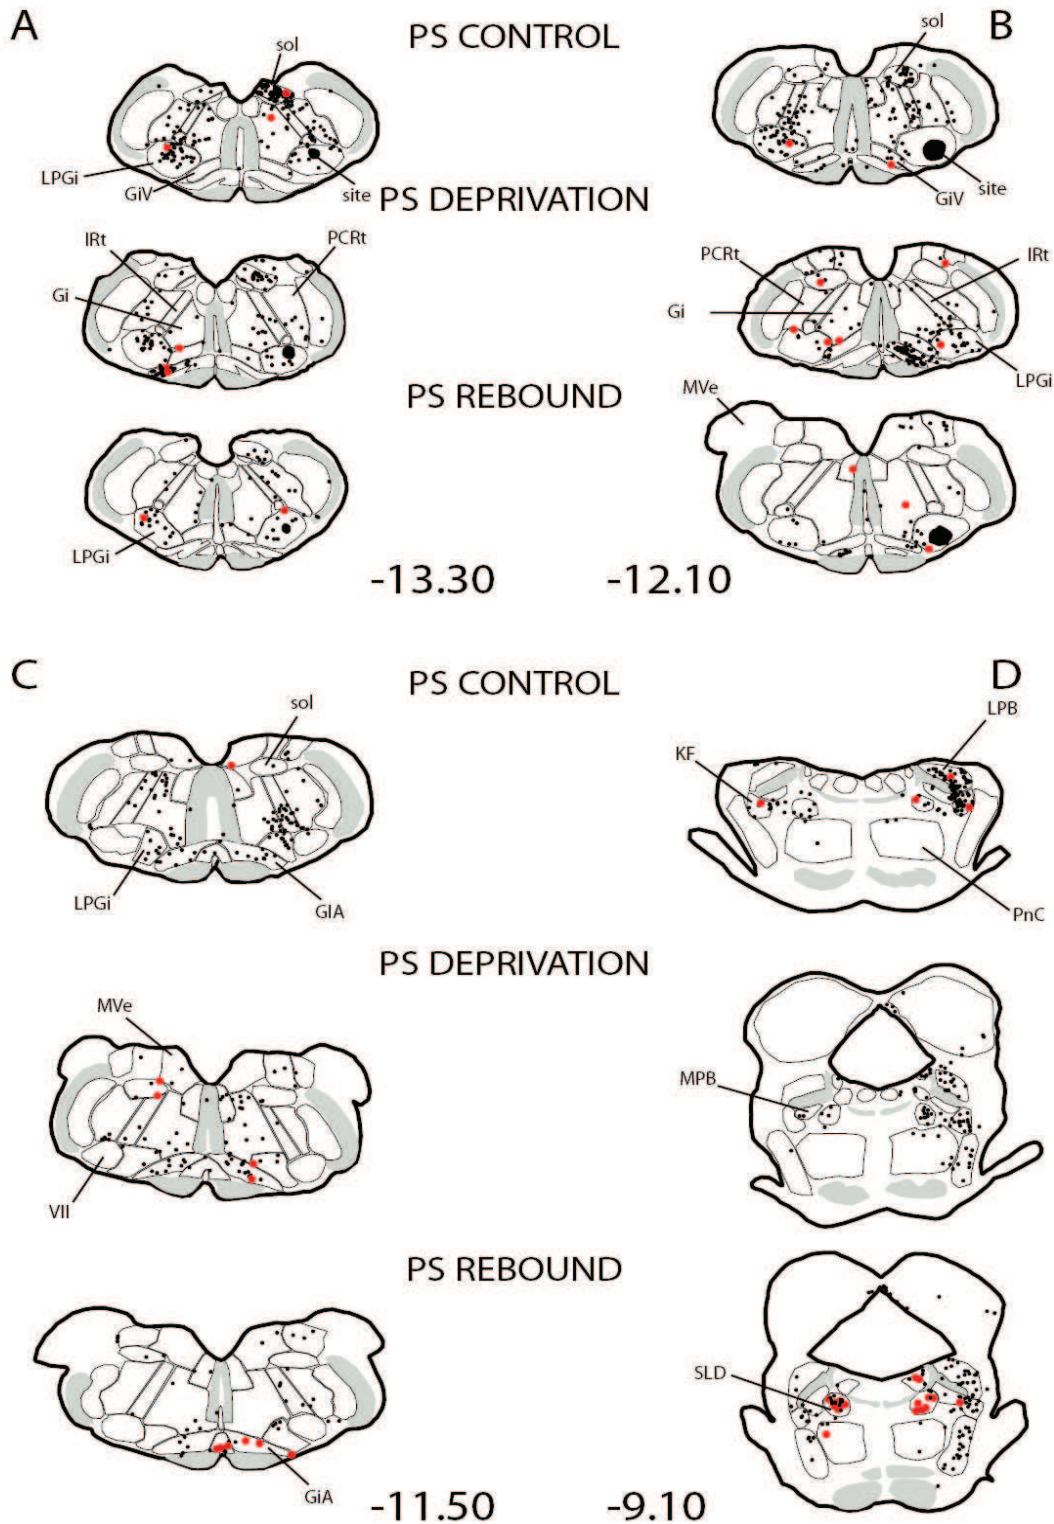 A
PS CONTROL
B
sol
sol
LPGi
GiV
site
GiV
site
PS DEPRIVATION
IRt
PCRt
PCRt
IRt
Gi
Gi
LPGi
PS REBOUND
MVe
LPGi
-13.30
-12.10
C
PS CONTROL
D
sol
LPB
KF
LPGi
GIA
PnC
PS DEPRIVATION
MVe
MPB
VII
PS REBOUND
SLD
GiA
-11.50
-9.10